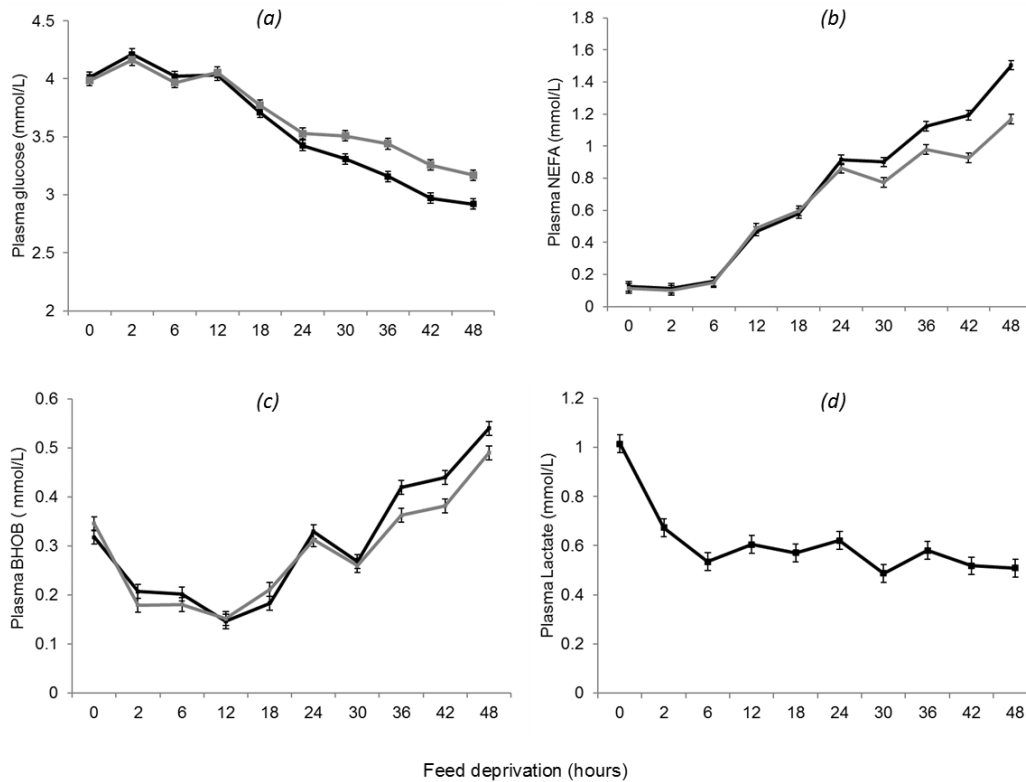 (a)
Plasma glucose (mmol/L)
4.5
4
3.5
3
2.5
2
0 2 6 12 18 24 30 36 42 48
(b)
Plasma NEFA (mmol/L)
1.8
1.6
1.4
1.2
1
0.8
0.6
0.4
0.2
0
0 2 6 12 18 24 30 36 42 48
(c)
Plasma BHOB ( mmol/L)
0.6
0.5
0.4
0.3
0.2
0.1
0
0 2 6 12 18 24 30 36 42 48
(d)
Plasma Lactate (mmol/L)
1.2
1
0.8
0.6
0.4
0.2
0
0 2 6 12 18 24 30 36 42 48
Feed deprivation (hours)